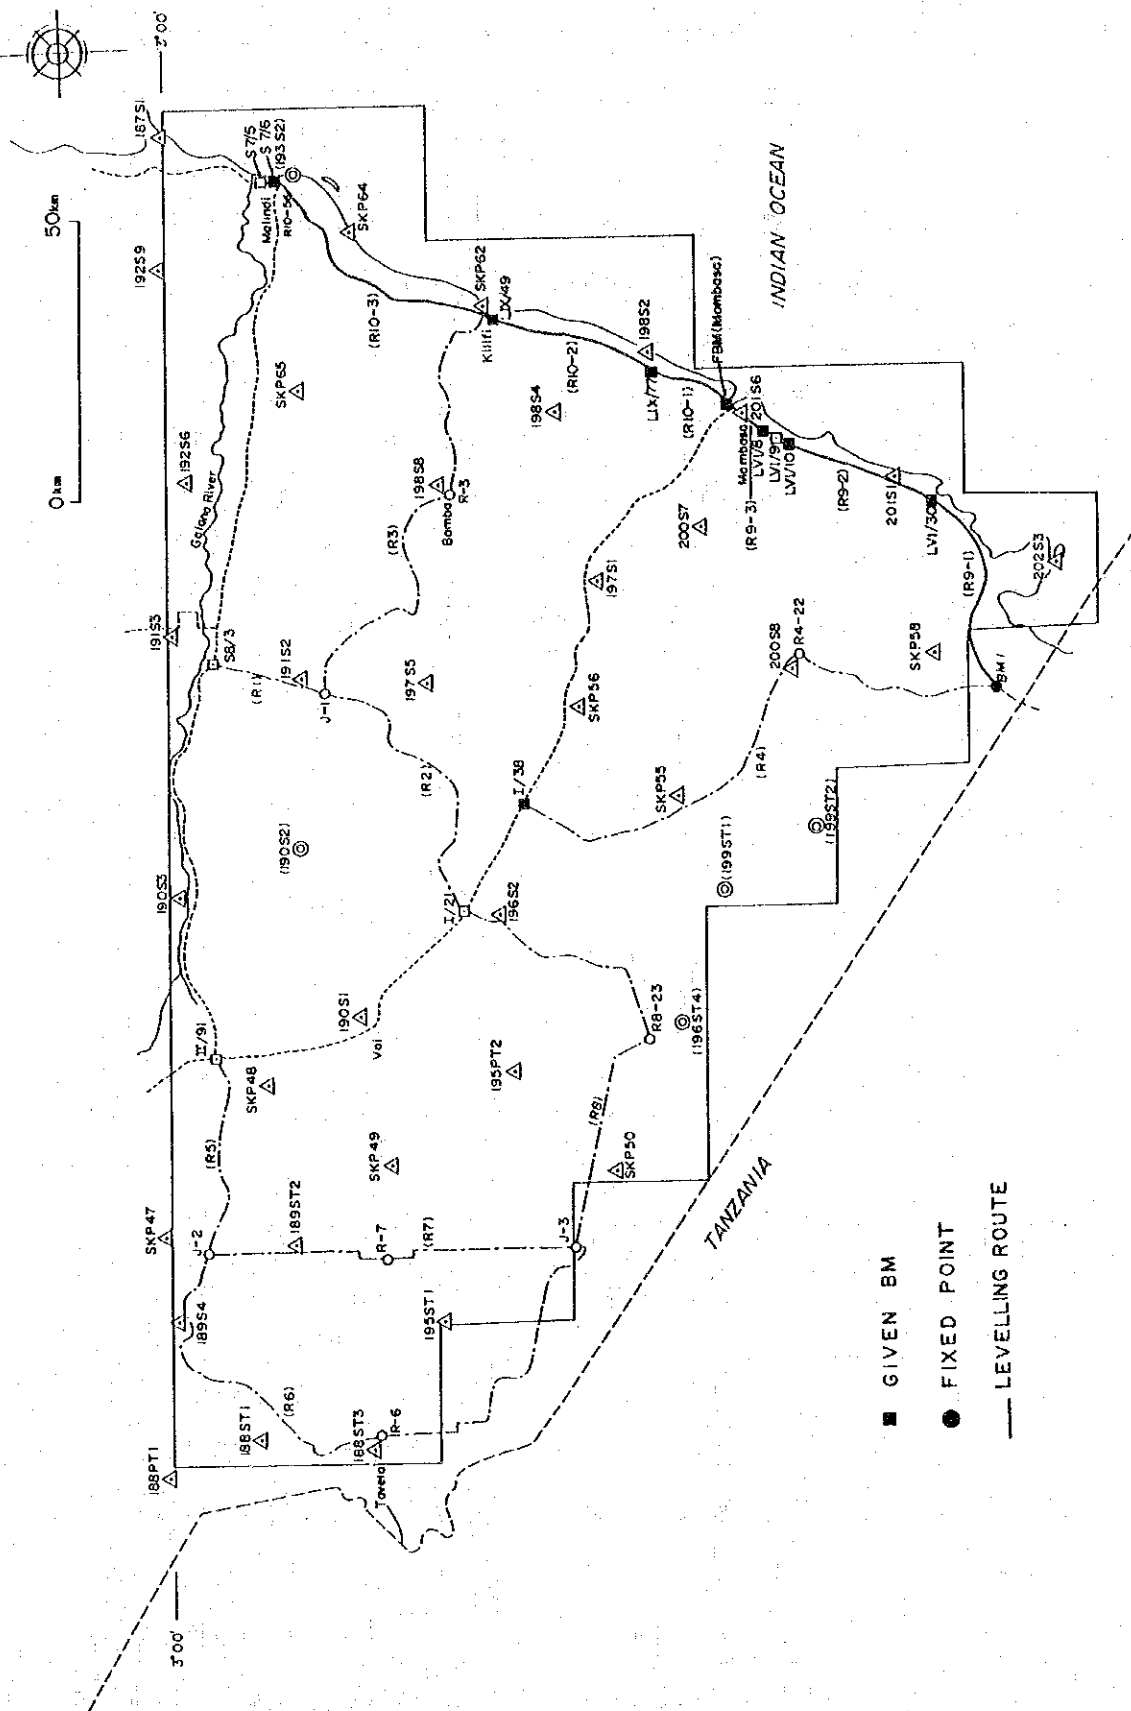 3°00'
187S1
50km
0km
192S9
S7/5
S7/6
(193S2)
Malindi
R10-56
SKP64
192S6
Galana River
SKP65
(R10-3)
SKP62
LIX/49
Kilifi
INDIAN OCEAN
198S2
(R10-2)
FBM(Mombasa)
198S4
LIX/77
(R10-1)
201S6
Mombasa
LV1/8
LV1/9
LV1/10
(R9-3)
(R9-2)
201S1
LV1/30
(R9-1)
202S3
198S8
Bamba
R-3
(R3)
200S7
197S1
191S3
S8/3
(R1)
191S2
J-1
197S5
SKP56
200S8
R4-22
SKP58
BM1
(R2)
I/38
SKP55
(R4)
(199ST2)
(199ST1)
(190S2)
190S3
I/21
196S2
190S1
Voi
II/91
SKP48
195PT2
R8-23
(196ST4)
(R5)
SKP49
(R8)
SKP50
SKP47
J-2
189ST2
R-7
(R7)
J-3
TANZANIA
189S4
195ST1
(R6)
188ST1
188ST3
R-6
Taveta
188PT1
3°00'
GIVEN BM
FIXED POINT
LEVELLING ROUTE